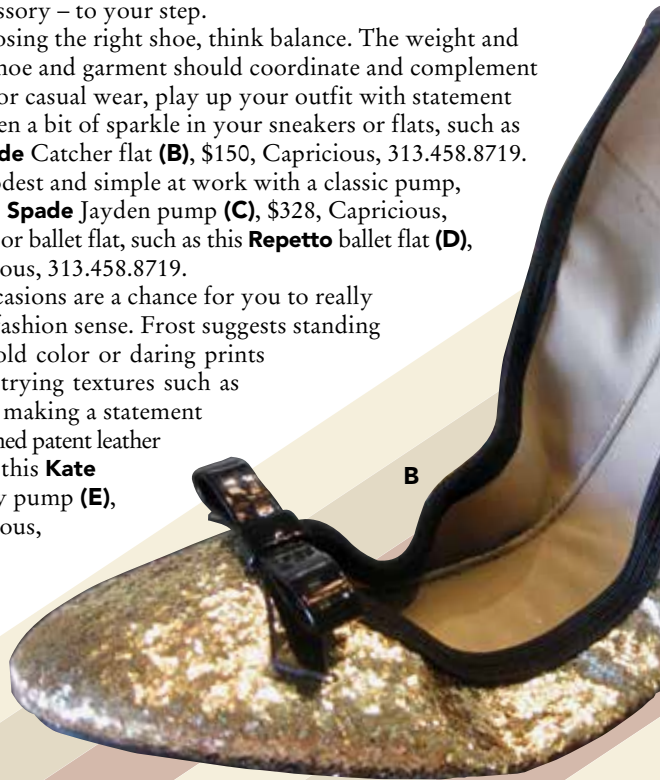 ssory – to your step.
osing the right shoe, think balance. The weight and
hoe and garment should coordinate and complement
or casual wear, play up your outfit with statement
en a bit of sparkle in your sneakers or flats, such as
de Catcher flat (B), $150, Capricious, 313.458.8719.
odest and simple at work with a classic pump,
Spade Jayden pump (C), $328, Capricious,
or ballet flat, such as this Repetto ballet flat (D),
ous, 313.458.8719.
casions are a chance for you to really
fashion sense. Frost suggests standing
old color or daring prints
trying textures such as
making a statement
ned patent leather
this Kate
y pump (E),
ous,
B